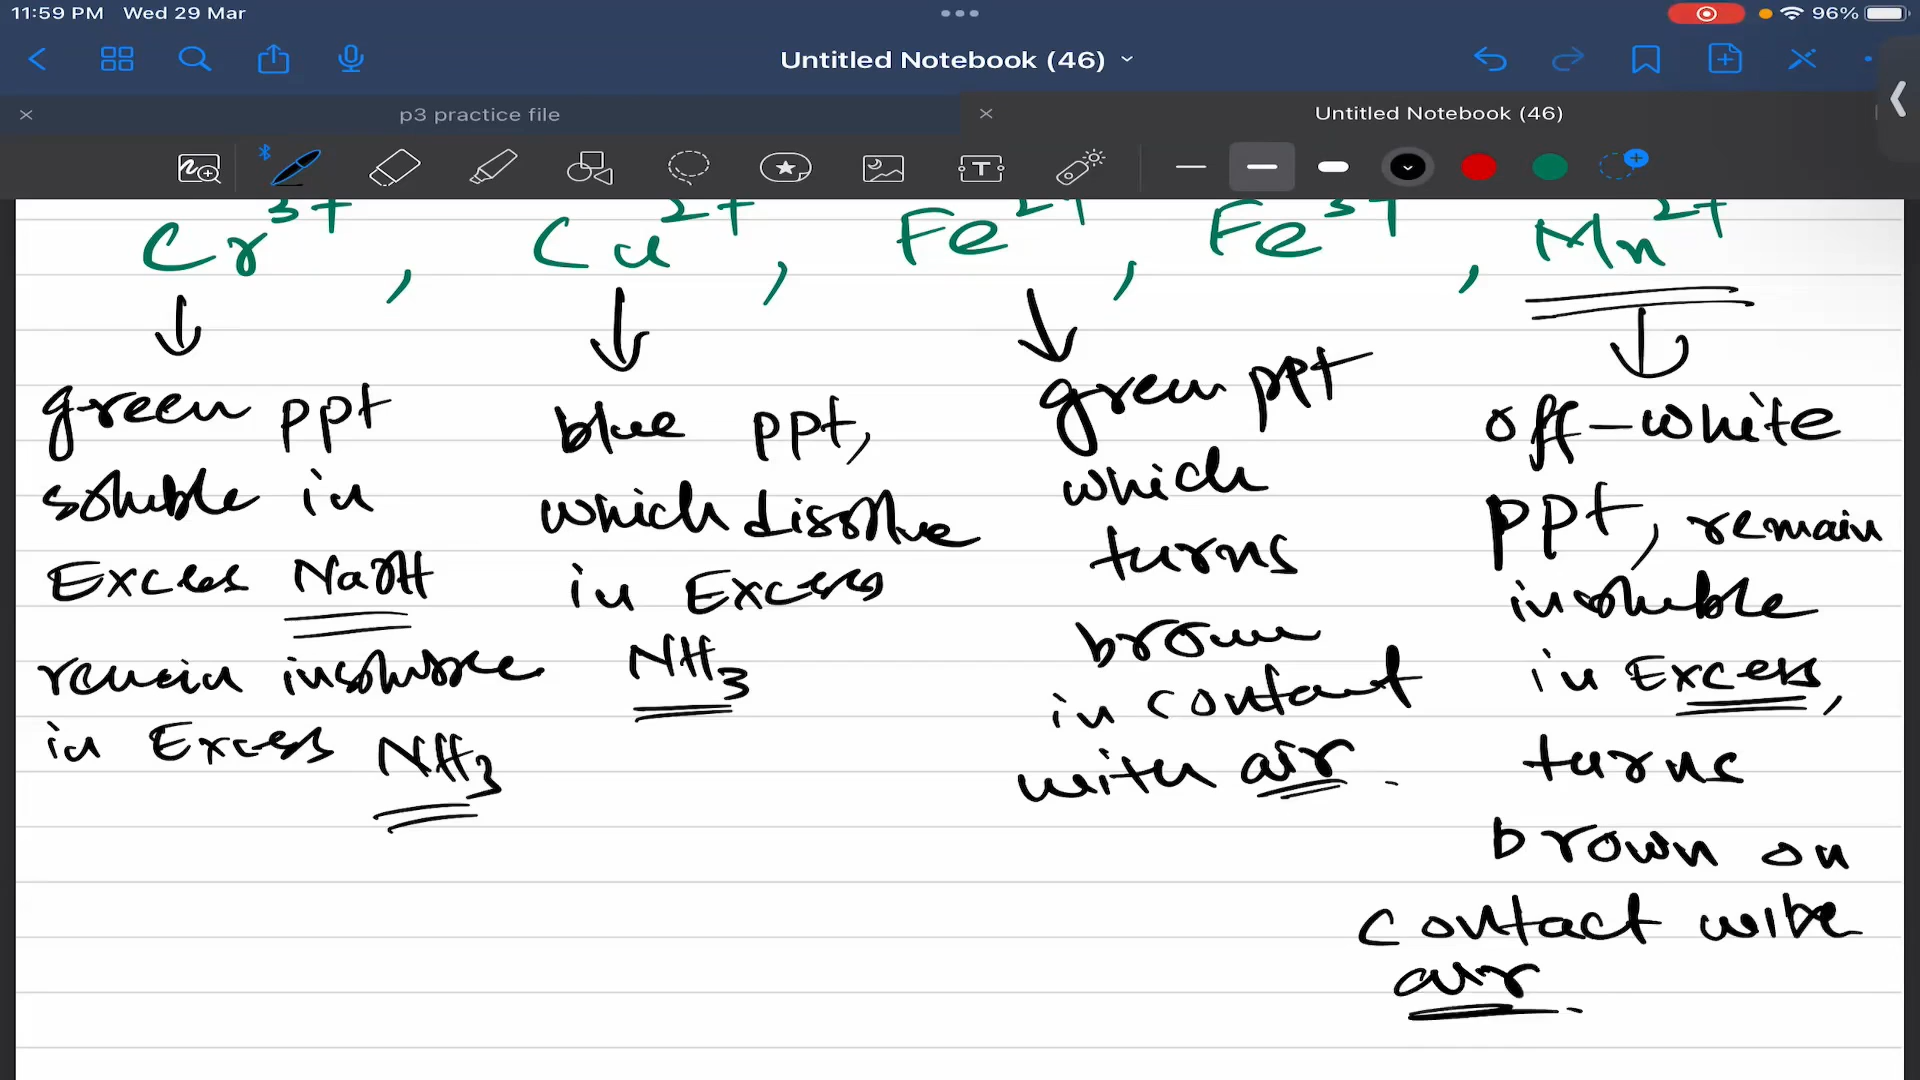 11:59 PM Wed 29 Mar
96%
Untitled Notebook (46)
p3 practice file
Untitled Notebook (46)
Cr3+, Cu2+, Fe2+, Fe3+, Mn2+
green ppt
soluble in
Excess NaOH
remain insoluble
in Excess NH3
blue ppt,
which dissolve
in Excess
NH3
green ppt
which
turns
brown
in contact
with air.
off-white
ppt, remain
insoluble
in Excess,
turns
brown on
contact with
air.